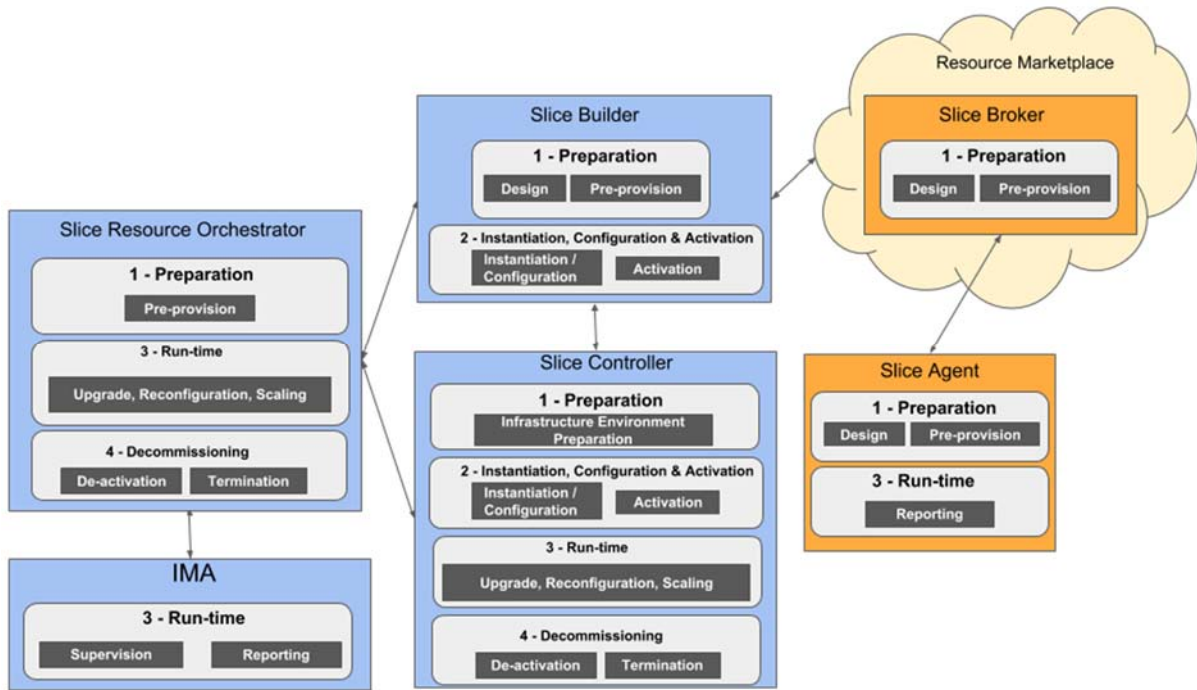 Resource Marketplace
Slice Broker
1 - Preparation
Design
Pre-provision
Slice Builder
1 - Preparation
Design
Pre-provision
2 - Instantiation, Configuration & Activation
Instantiation /
Configuration
Activation
Slice Resource Orchestrator
1 - Preparation
Pre-provision
3 - Run-time
Upgrade, Reconfiguration, Scaling
4 - Decommissioning
De-activation
Termination
Slice Controller
1 - Preparation
Infrastructure Environment
Preparation
2 - Instantiation, Configuration & Activation
Instantiation /
Configuration
Activation
3 - Run-time
Upgrade, Reconfiguration, Scaling
4 - Decommissioning
De-activation
Termination
Slice Agent
1 - Preparation
Design
Pre-provision
3 - Run-time
Reporting
IMA
3 - Run-time
Supervision
Reporting